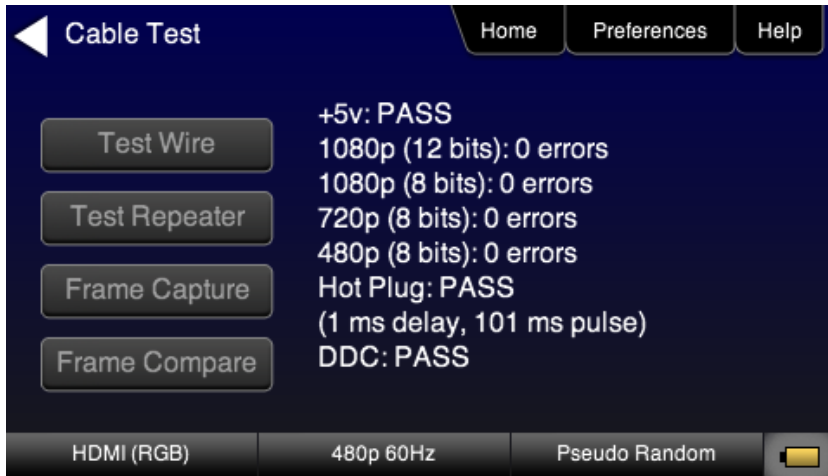 Cable Test
Home
Preferences
Help
Test Wire
Test Repeater
Frame Capture
Frame Compare
+5v: PASS
1080p (12 bits): 0 errors
1080p (8 bits): 0 errors
720p (8 bits): 0 errors
480p (8 bits): 0 errors
Hot Plug: PASS
(1 ms delay, 101 ms pulse)
DDC: PASS
HDMI (RGB)
480p 60Hz
Pseudo Random